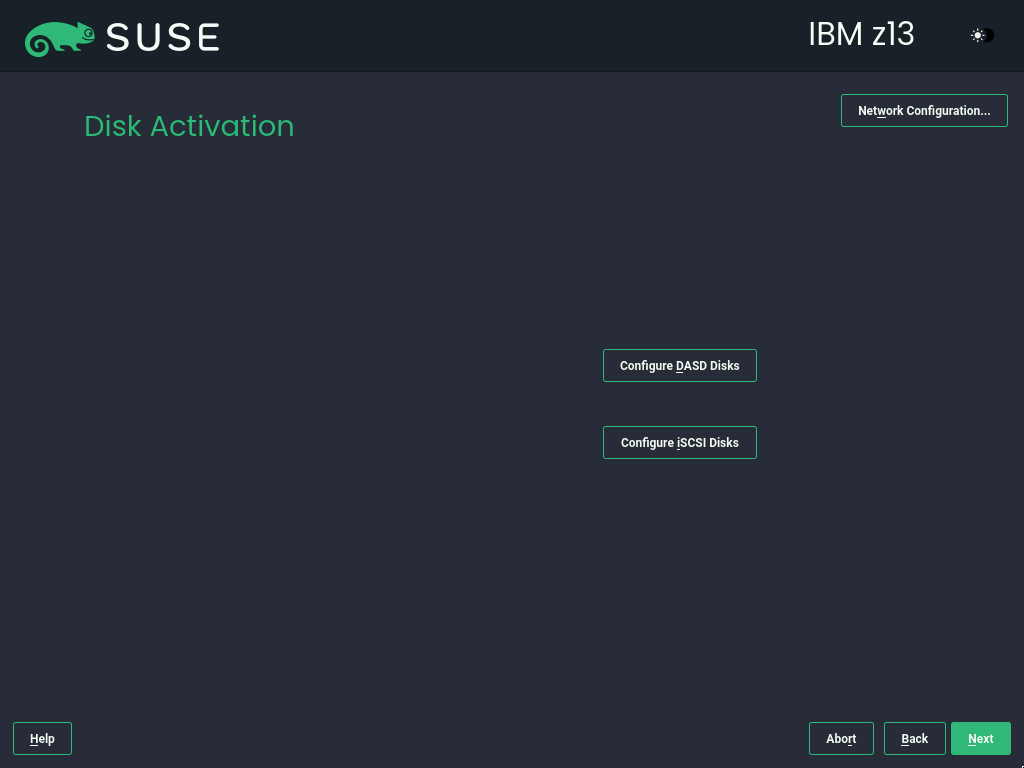 SUSE
IBM z13
Disk Activation
Network Configuration...
Configure DASD Disks
Configure iSCSI Disks
Help
Abort
Back
Next